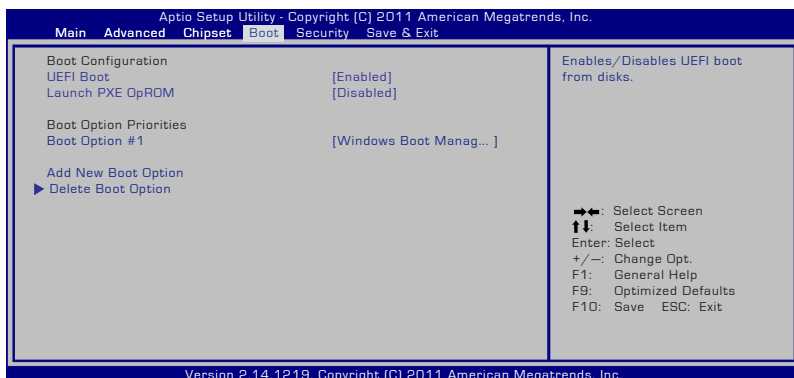 Aptio Setup Utility - Copyright (C) 2011 American Megatrends, Inc.
Main Advanced Chipset Boot Security Save & Exit
Boot Configuration
UEFI Boot [Enabled]
Launch PXE OpROM [Disabled]
Boot Option Priorities
Boot Option #1 [Windows Boot Manag... ]
Add New Boot Option
Delete Boot Option
Enables/Disables UEFI boot
from disks.
: Select Screen
: Select Item
Enter: Select
+/—: Change Opt.
F1: General Help
F9: Optimized Defaults
F10: Save ESC: Exit
Version 2.14.1219. Copyright (C) 2011 American Megatrends, Inc.